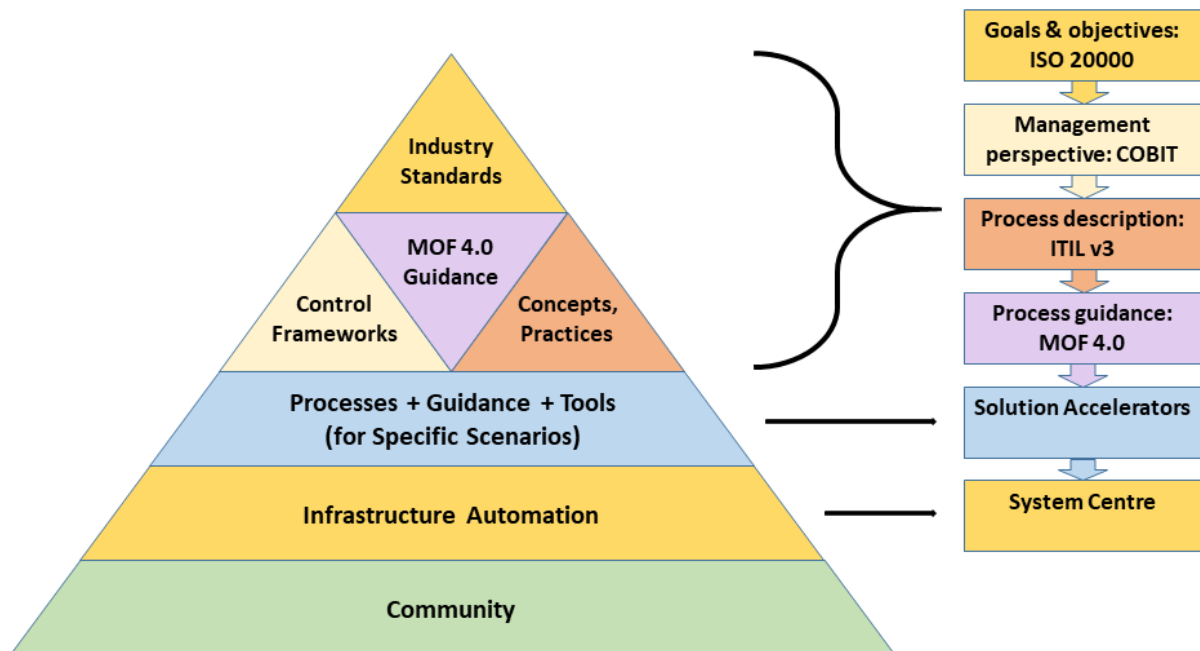 Industry
Standards
MOF 4.0
Guidance
Control
Frameworks
Concepts,
Practices
Processes + Guidance + Tools
(for Specific Scenarios)
Infrastructure Automation
Community
Goals & objectives:
ISO 20000
Management
perspective: COBIT
Process description:
ITIL v3
Process guidance:
MOF 4.0
Solution Accelerators
System Centre